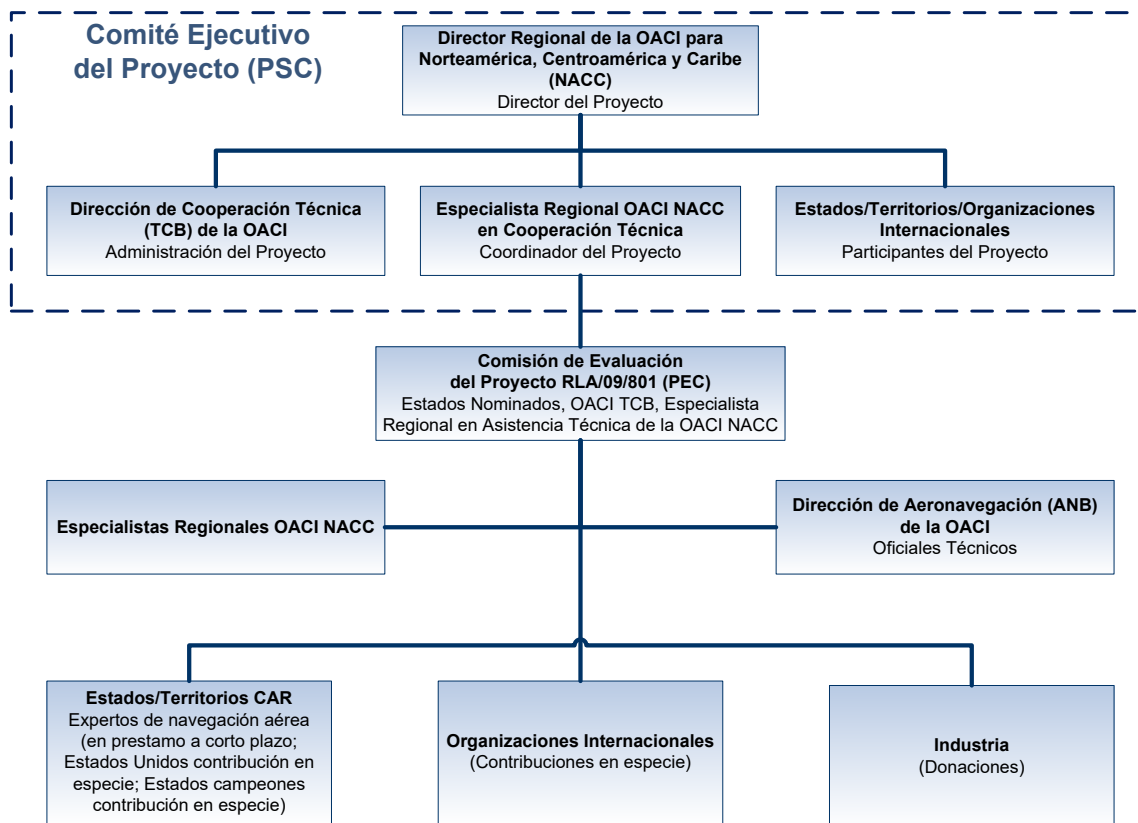 Comité Ejecutivo
del Proyecto (PSC)
Director Regional de la OACI para
Norteamérica, Centroamérica y Caribe
(NACC)
Director del Proyecto
Dirección de Cooperación Técnica
(TCB) de la OACI
Administración del Proyecto
Especialista Regional OACI NACC
en Cooperación Técnica
Coordinador del Proyecto
Estados/Territorios/Organizaciones
Internacionales
Participantes del Proyecto
Comisión de Evaluación
del Proyecto RLA/09/801 (PEC)
Estados Nominados, OACI TCB, Especialista
Regional en Asistencia Técnica de la OACI NACC
Especialistas Regionales OACI NACC
Dirección de Aeronavegación (ANB)
de la OACI
Oficiales Técnicos
Estados/Territorios CAR
Expertos de navegación aérea
(en prestamo a corto plazo;
Estados Unidos contribución en
especie; Estados campeones
contribución en especie)
Organizaciones Internacionales
(Contribuciones en especie)
Industria
(Donaciones)